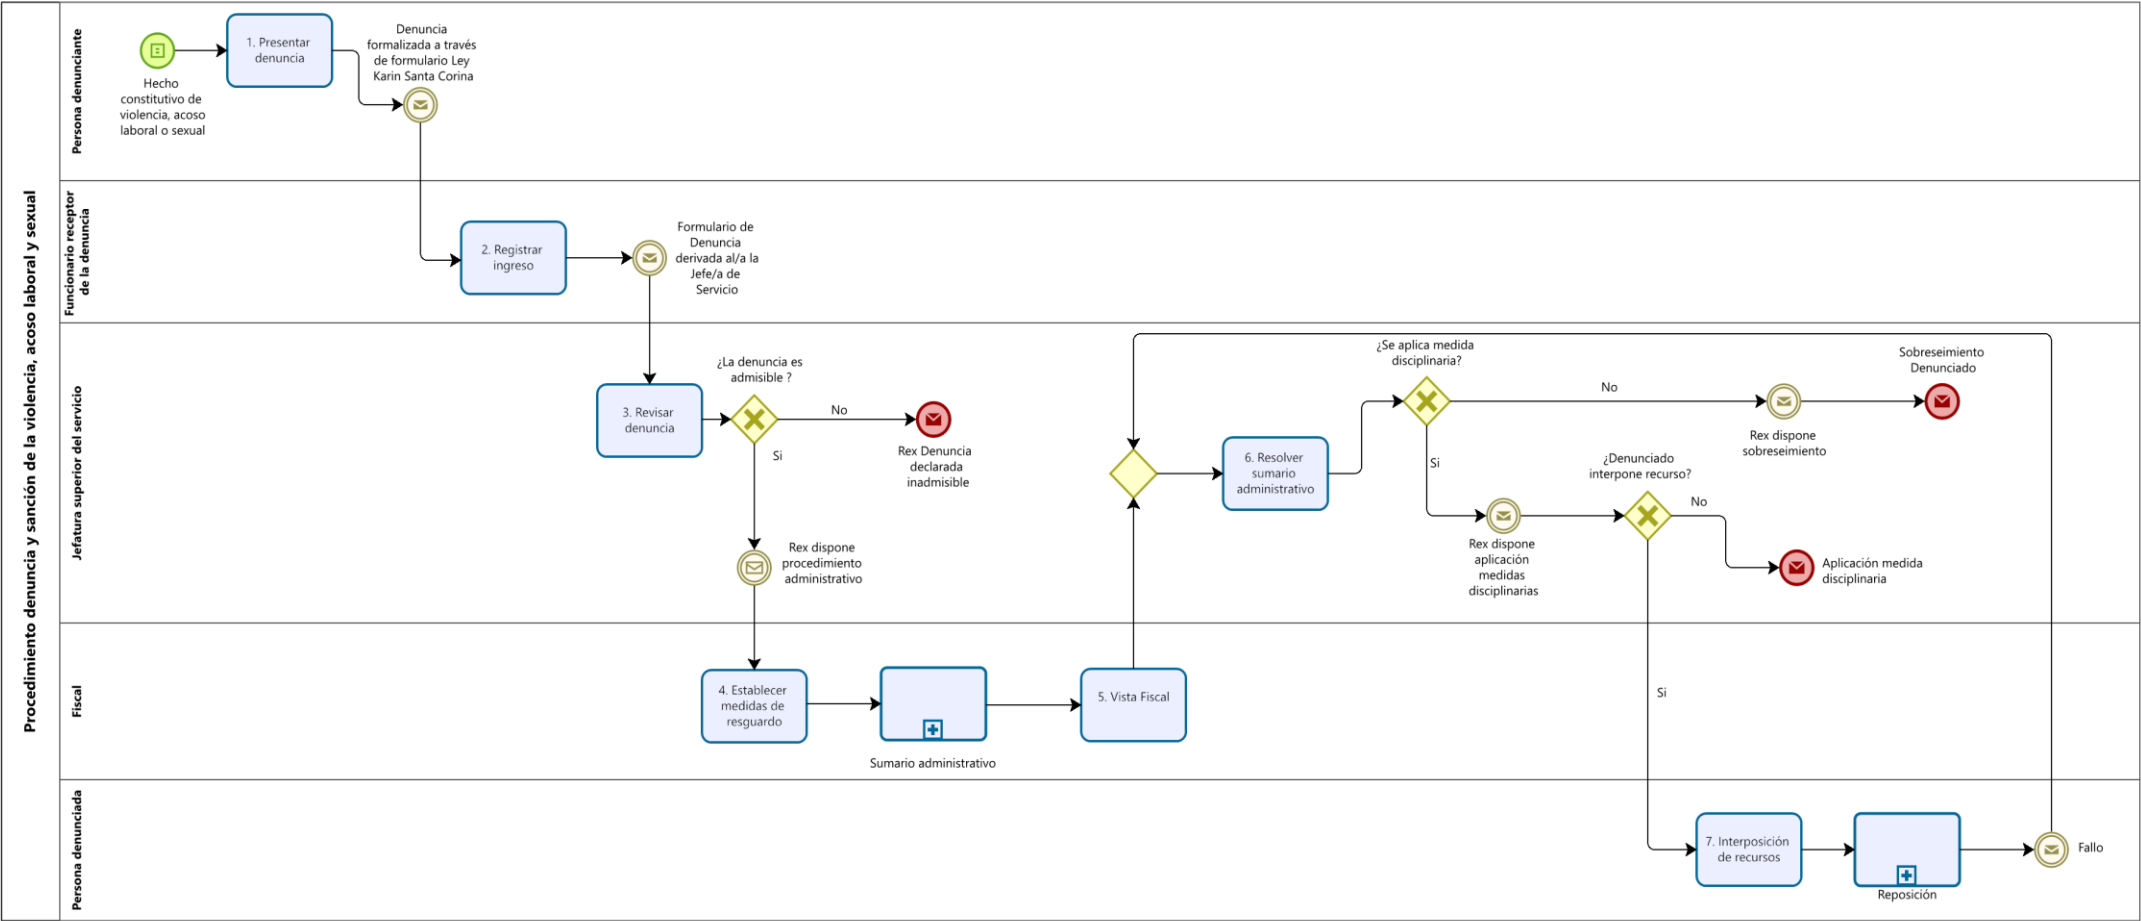 Procedimiento denuncia y sanción de la violencia, acoso laboral y sexual
Persona denunciante
Hecho
constitutivo de
violencia, acoso
laboral o sexual
1. Presentar
denuncia
Denuncia
formalizada a través
de formulario Ley
Karin Santa Corina
Funcionario receptor
de la denuncia
2. Registrar
ingreso
Formulario de
Denuncia
derivada al/a la
Jefe/a de
Servicio
Jefatura superior del servicio
3. Revisar
denuncia
¿La denuncia es
admisible ?
No
Rex Denuncia
declarada
inadmisible
Si
Rex dispone
procedimiento
administrativo
6. Resolver
sumario
administrativo
¿Se aplica medida
disciplinaria?
No
Rex dispone
sobreseimiento
Sobreseimiento
Denunciado
Si
Rex dispone
aplicación
medidas
disciplinarias
¿Denunciado
interpone recurso?
No
Aplicación medida
disciplinaria
Si
Fiscal
4. Establecer
medidas de
resguardo
Sumario administrativo
5. Vista Fiscal
Persona denunciada
7. Interposición
de recursos
Reposición
Fallo